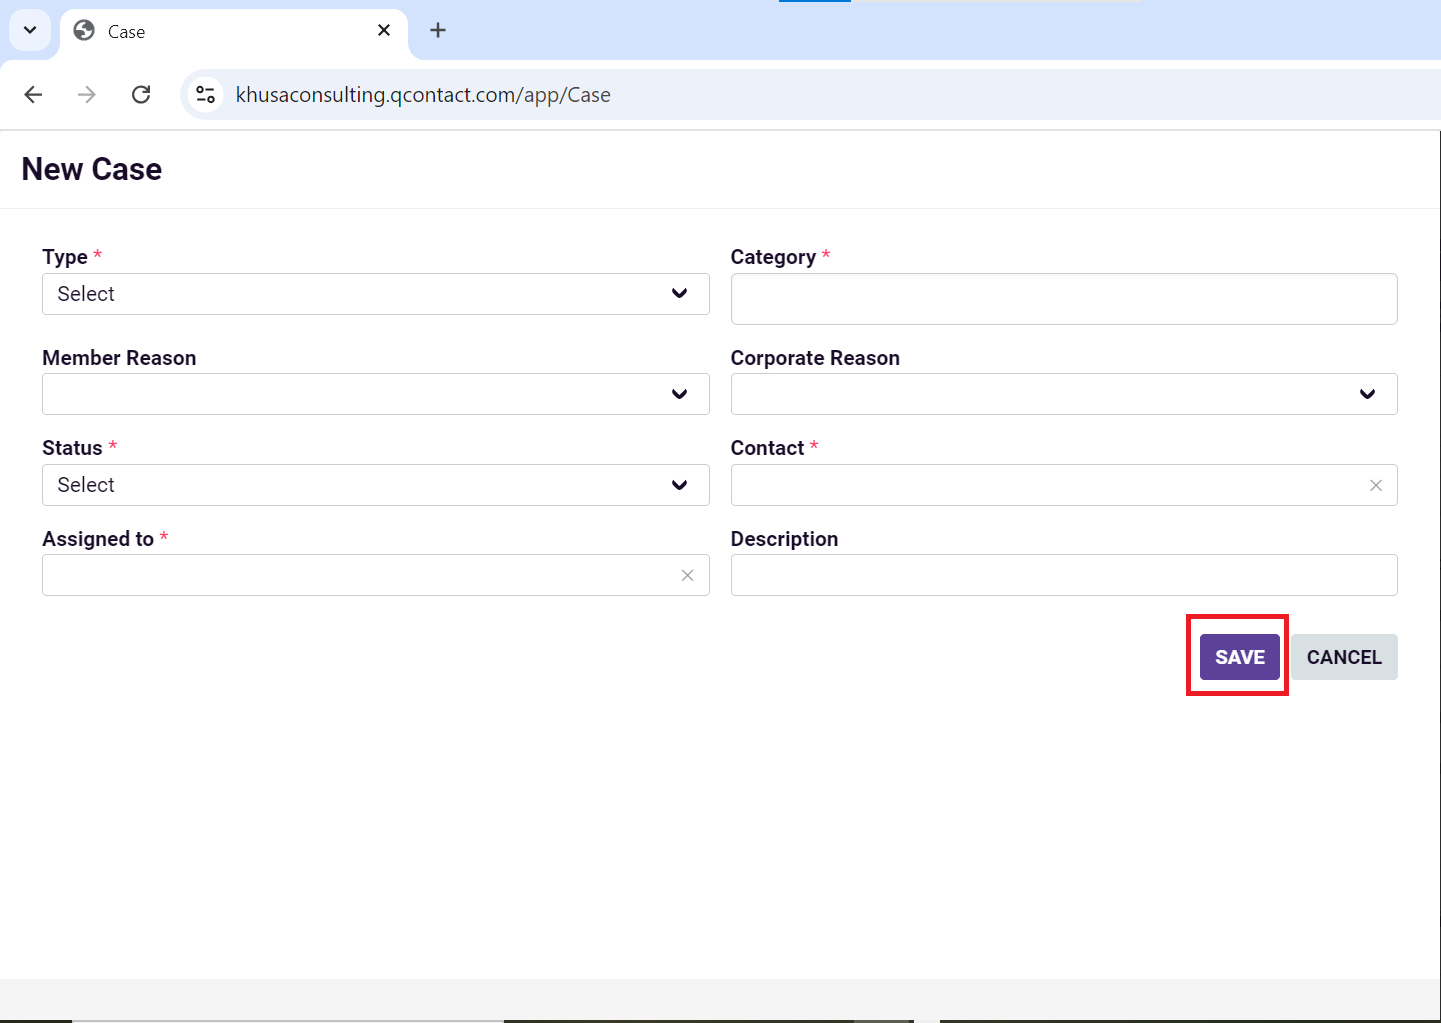 Case
khusaconsulting.qcontact.com/app/Case
New Case
Type *
Category *
Select
Member Reason
Corporate Reason
Status *
Contact *
Select
Assigned to *
Description
SAVE
CANCEL